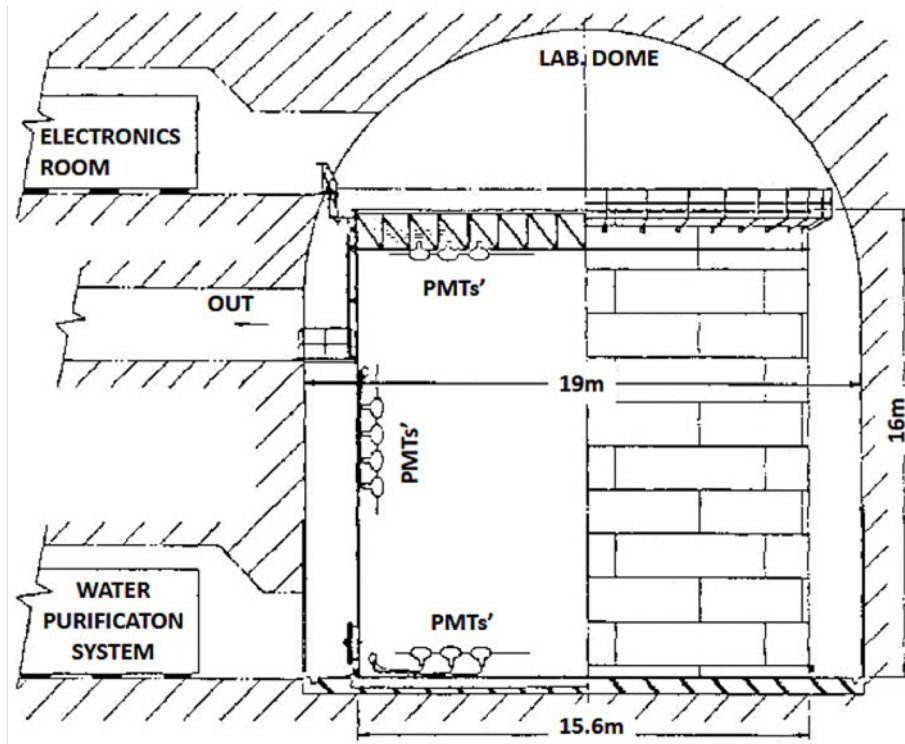 LAB. DOME
ELECTRONICS
ROOM
PMTs'
OUT
19m
16m
PMTs'
PMTs'
WATER
PURIFICATON
SYSTEM
15.6m